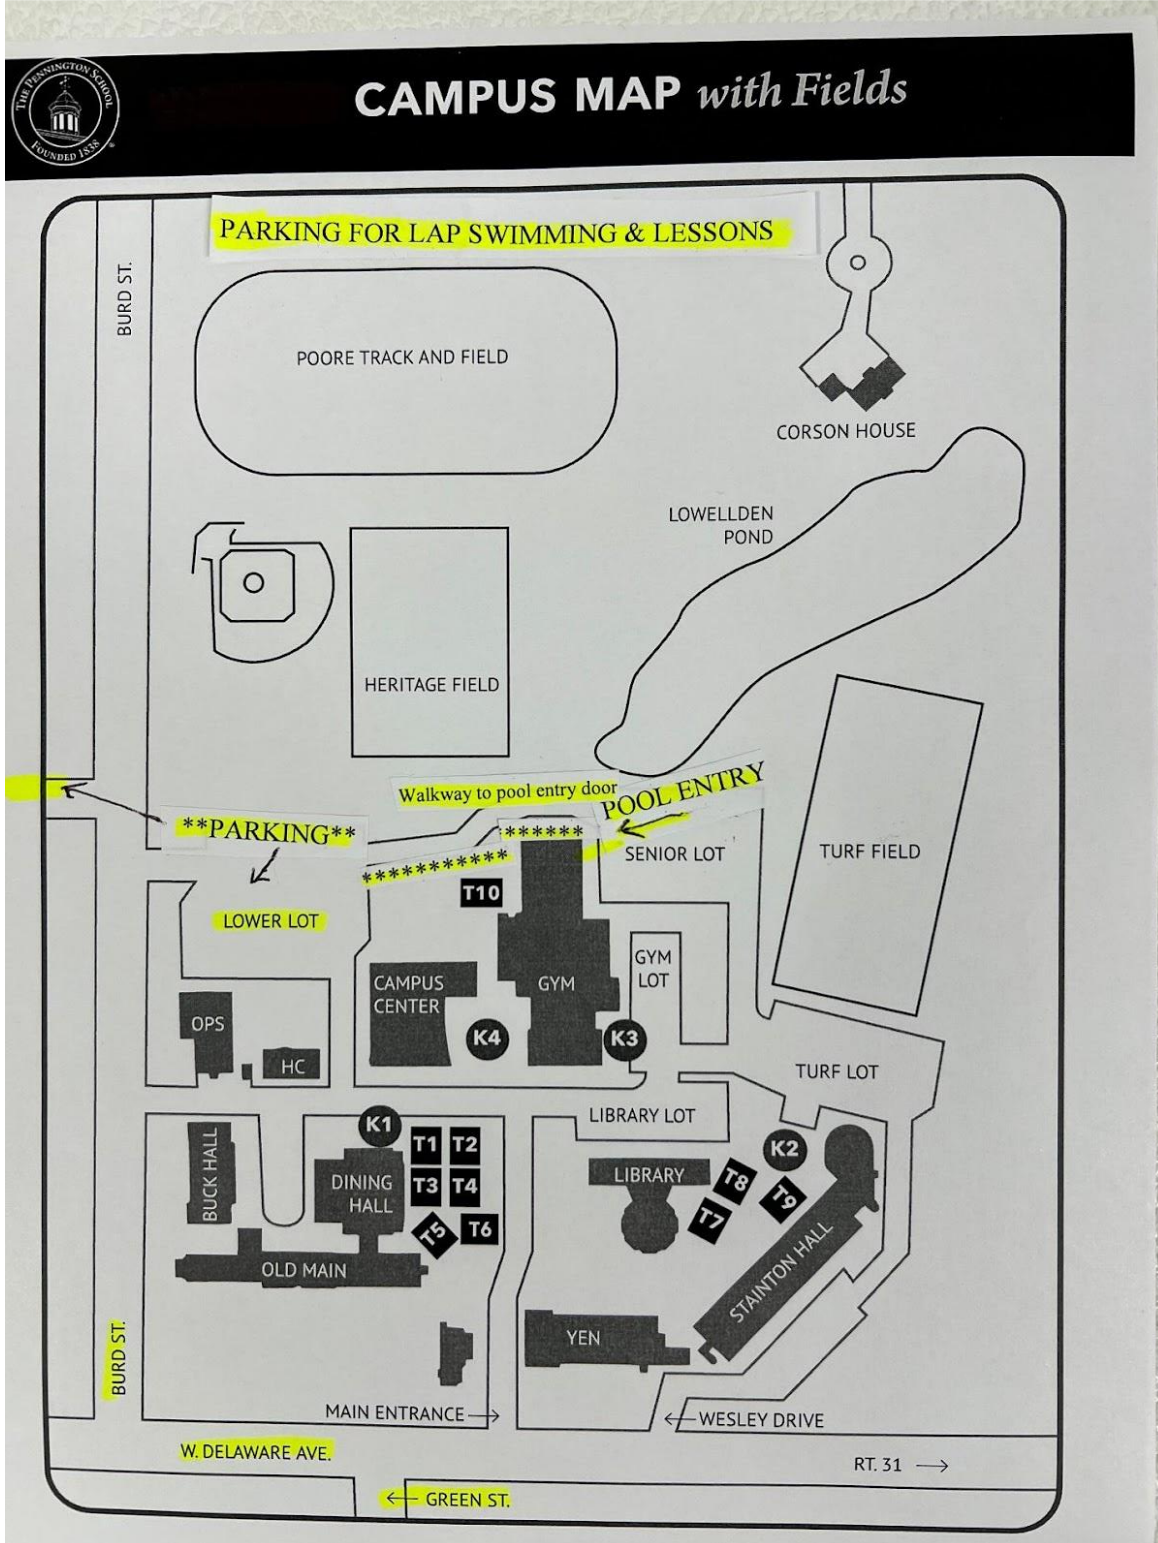 THE PENNINGTON SCHOOL
FOUNDED 1838
CAMPUS MAP with Fields
PARKING FOR LAP SWIMMING & LESSONS
BURD ST.
POORE TRACK AND FIELD
CORSON HOUSE
LOWELLDEN
POND
HERITAGE FIELD
Walkway to pool entry door
POOL ENTRY
**PARKING**
******
***********
SENIOR LOT
TURF FIELD
T10
LOWER LOT
GYM
LOT
CAMPUS
CENTER
GYM
OPS
K4
K3
HC
TURF LOT
LIBRARY LOT
K1
T1
T2
K2
BUCK HALL
DINING
HALL
T3
T4
LIBRARY
T8
T9
T7
T5
T6
OLD MAIN
STAINTON HALL
YEN
BURD ST.
MAIN ENTRANCE →
← WESLEY DRIVE
W. DELAWARE AVE.
RT. 31 →
← GREEN ST.